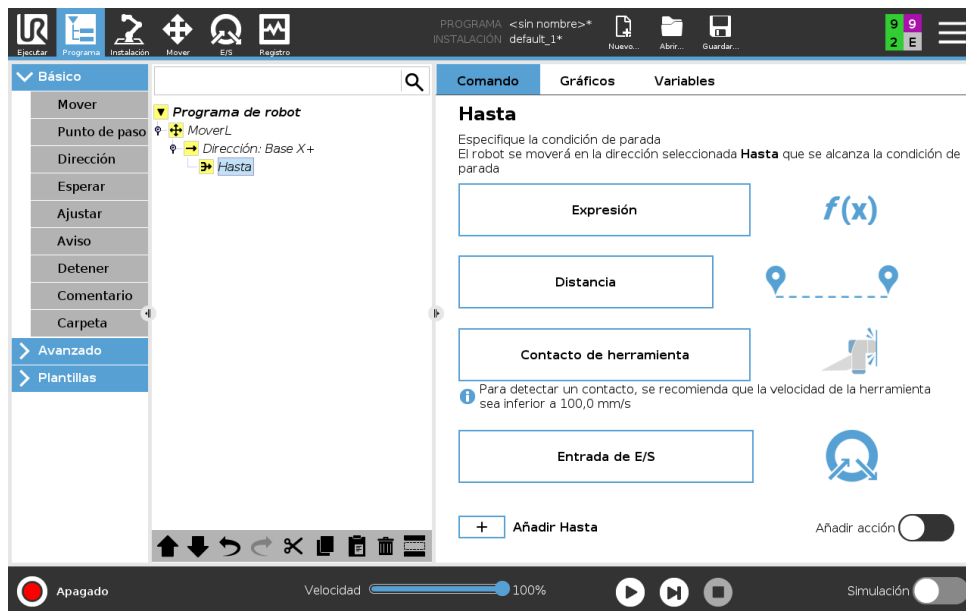 PROGRAMA <sin nombre>*
INSTALACIÓN default_1*
UR
Ejecutar
Programa
Instalación
Mover
E/S
Registro
Nuevo...
Abrir...
Guardar...
9 9
2 E
Básico
Mover
Punto de paso
Dirección
Esperar
Ajustar
Aviso
Detener
Comentario
Carpeta
Avanzado
Plantillas
Programa de robot
MoverL
Dirección: Base X+
Hasta
Comando
Gráficos
Variables
Hasta
Especifique la condición de parada
El robot se moverá en la dirección seleccionada Hasta que se alcanza la condición de
parada
Expresión
f(x)
Distancia
Contacto de herramienta
Para detectar un contacto, se recomienda que la velocidad de la herramienta
sea inferior a 100,0 mm/s
Entrada de E/S
+ Añadir Hasta
Añadir acción
Apagado
Velocidad
100%
Simulación